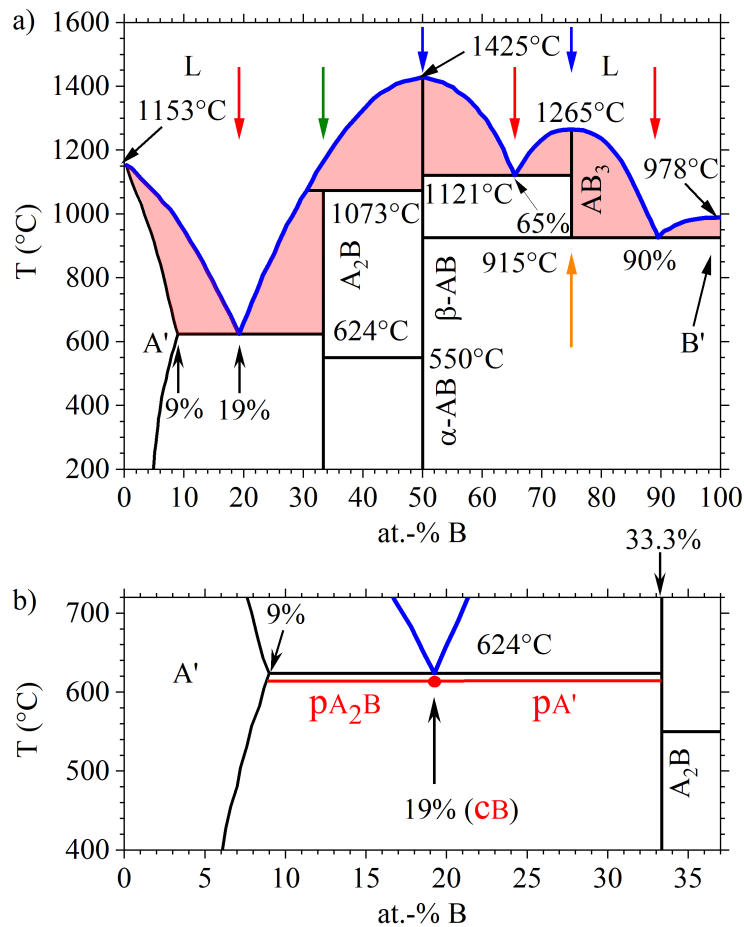 a)
1600
1400
1200
1000
800
600
400
200
T (°C)
L
1425°C
L
1153°C
1265°C
978°C
1073°C
1121°C
65%
AB₃
A₂B
β-AB
915°C
90%
A'
624°C
550°C
B'
9%
19%
α-AB
0 10 20 30 40 50 60 70 80 90 100
at.-% B
33.3%
b)
700
600
500
400
T (°C)
9%
A'
624°C
pA₂B
pA'
19% (cB)
A₂B
0 5 10 15 20 25 30 35
at.-% B